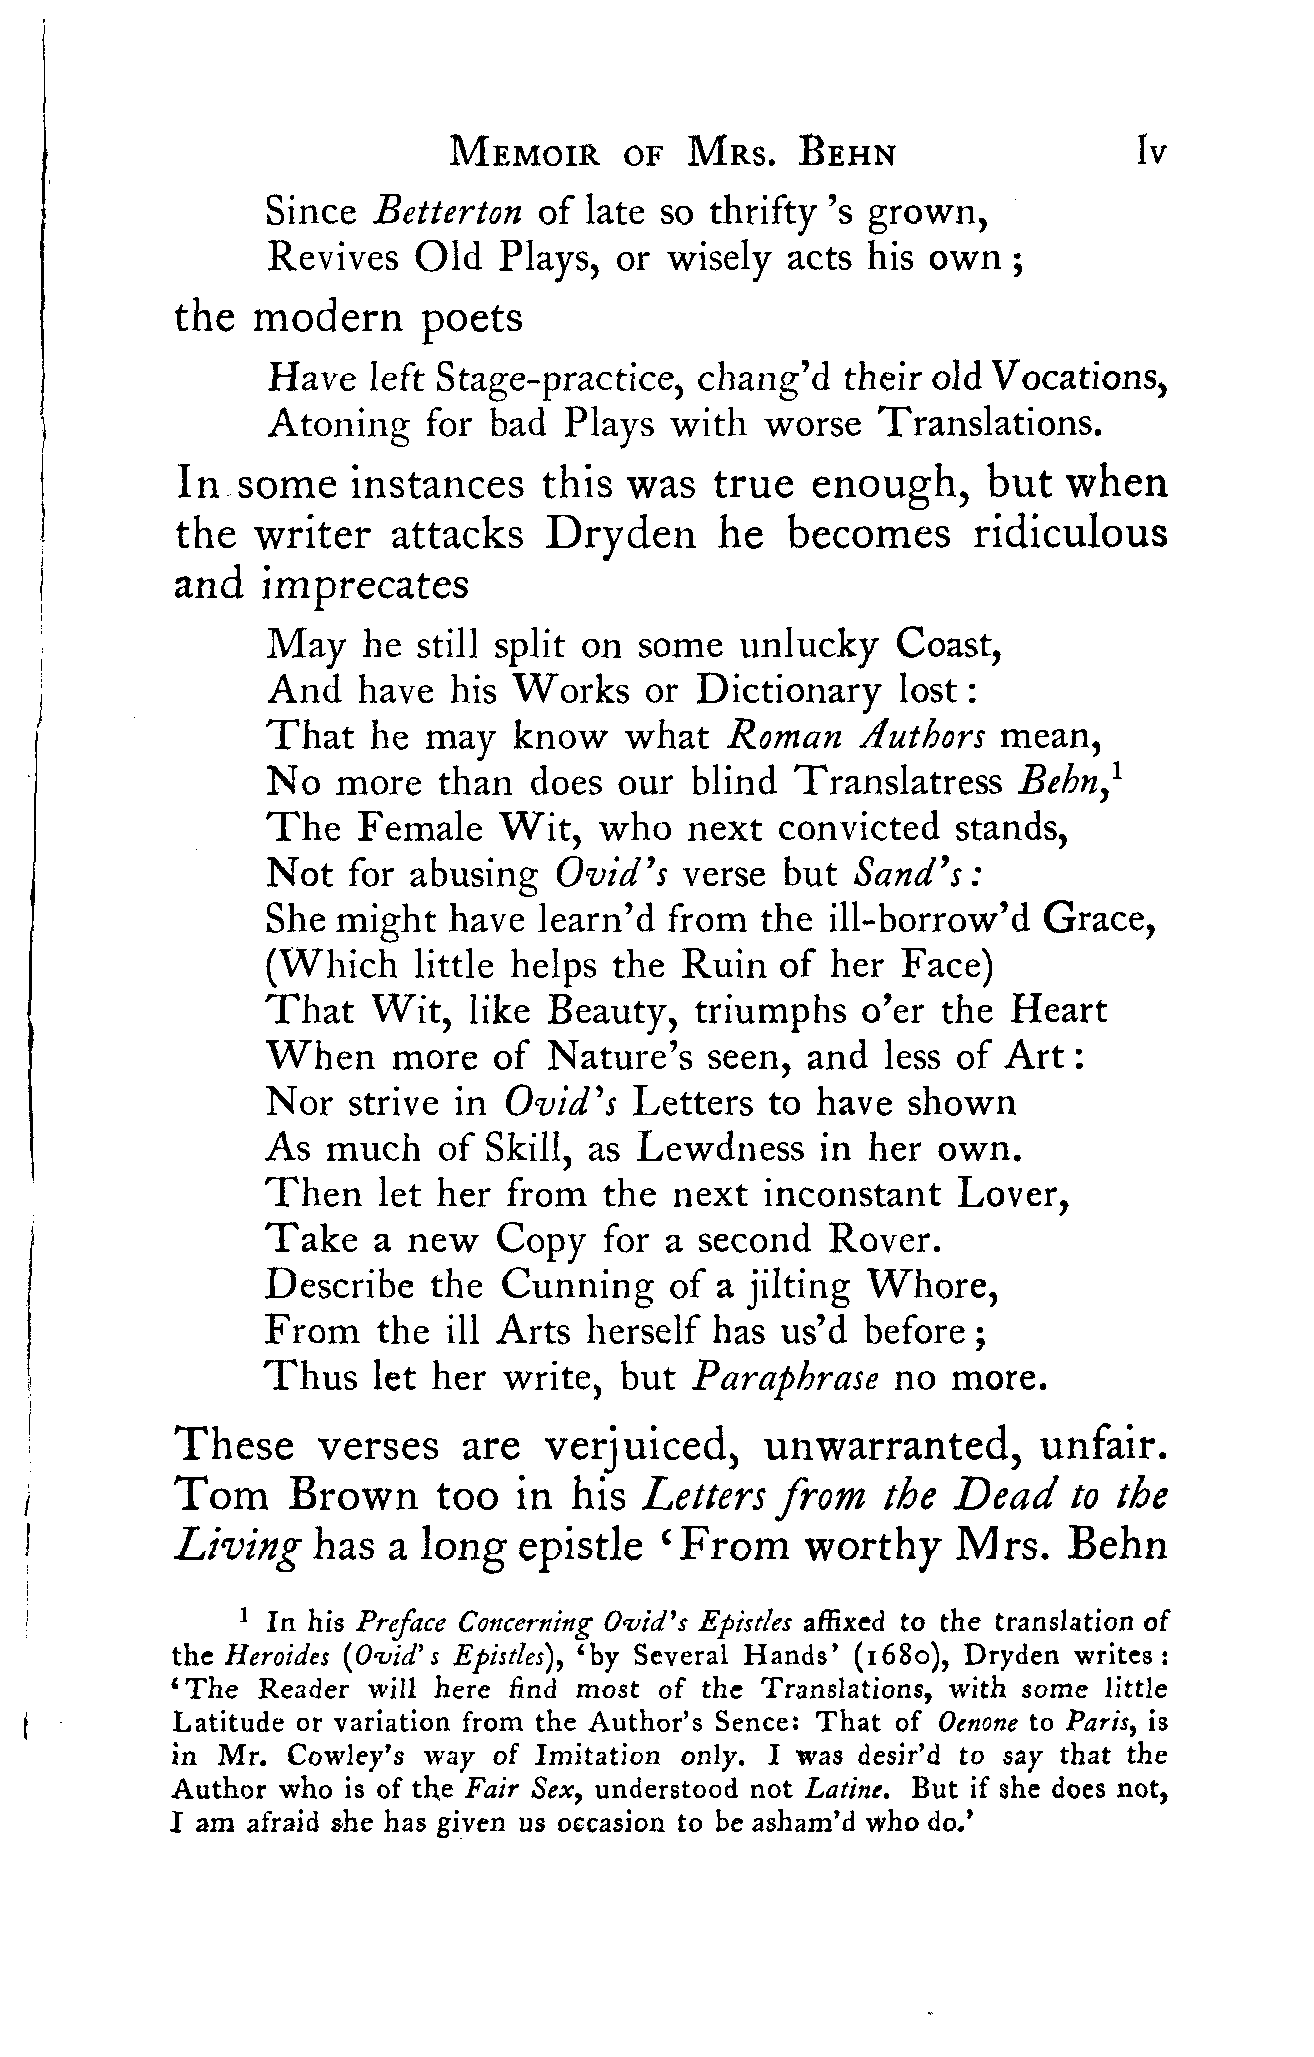 MEMOIR OF MRS. BEHN lv
Since Betterton of late so thrifty 's grown,
Revives Old Plays, or wisely acts his own ;
the modern poets
Have left Stage-practice, chang'd their old Vocations,
Atoning for bad Plays with worse Translations.
In some instances this was true enough, but when
the writer attacks Dryden he becomes ridiculous
and imprecates
May he still split on some unlucky Coast,
And have his Works or Dictionary lost :
That he may know what Roman Authors mean,
No more than does our blind Translatress Behn,¹
The Female Wit, who next convicted stands,
Not for abusing Ovid's verse but Sand's :
She might have learn'd from the ill-borrow'd Grace,
(Which little helps the Ruin of her Face)
That Wit, like Beauty, triumphs o'er the Heart
When more of Nature's seen, and less of Art :
Nor strive in Ovid's Letters to have shown
As much of Skill, as Lewdness in her own.
Then let her from the next inconstant Lover,
Take a new Copy for a second Rover.
Describe the Cunning of a jilting Whore,
From the ill Arts herself has us'd before ;
Thus let her write, but Paraphrase no more.
These verses are verjuiced, unwarranted, unfair.
Tom Brown too in his Letters from the Dead to the
Living has a long epistle ‘From worthy Mrs. Behn
¹ In his Preface Concerning Ovid's Epistles affixed to the translation of
the Heroides (Ovid's Epistles), ‘by Several Hands’ (1680), Dryden writes :
‘The Reader will here find most of the Translations, with some little
Latitude or variation from the Author's Sence: That of Oenone to Paris, is
in Mr. Cowley's way of Imitation only. I was desir'd to say that the
Author who is of the Fair Sex, understood not Latine. But if she does not,
I am afraid she has given us occasion to be asham'd who do.’